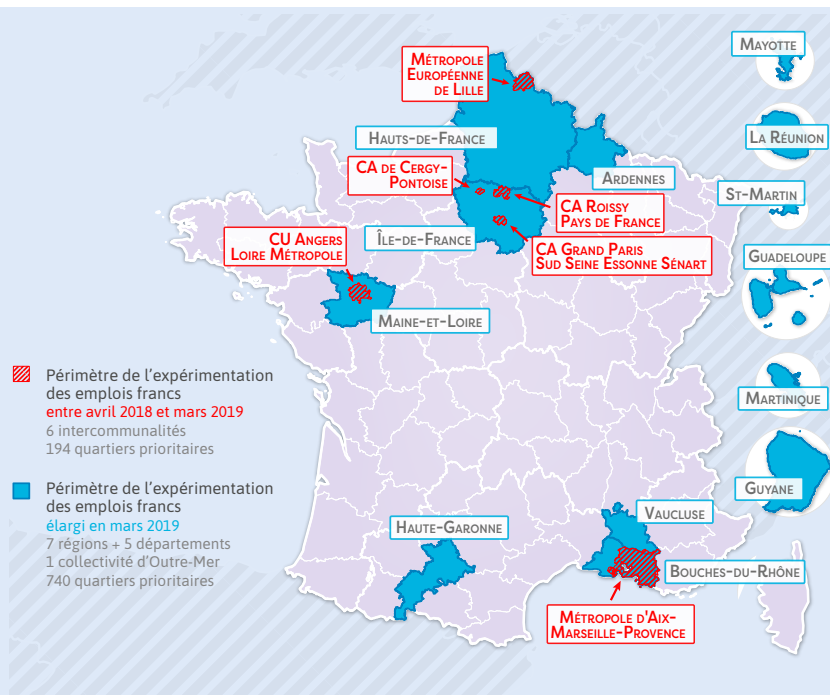 MAYOTTE
MÉTROPOLE
EUROPÉENNE
DE LILLE
HAUTS-DE-FRANCE
LA RÉUNION
CA DE CERGY-
PONTOISE
ARDENNES
ST-MARTIN
CA ROISSY
PAYS DE FRANCE
CU ANGERS
LOIRE MÉTROPOLE
ÎLE-DE-FRANCE
CA GRAND PARIS
SUD SEINE ESSONNE SÉNART
GUADELOUPE
MAINE-ET-LOIRE
Périmètre de l'expérimentation
des emplois francs
entre avril 2018 et mars 2019
6 intercommunalités
194 quartiers prioritaires
MARTINIQUE
Périmètre de l'expérimentation
des emplois francs
élargi en mars 2019
7 régions + 5 départements
1 collectivité d'Outre-Mer
740 quartiers prioritaires
GUYANE
HAUTE-GARONNE
VAUCLUSE
BOUCHES-DU-RHÔNE
MÉTROPOLE D'AIX-
MARSEILLE-PROVENCE